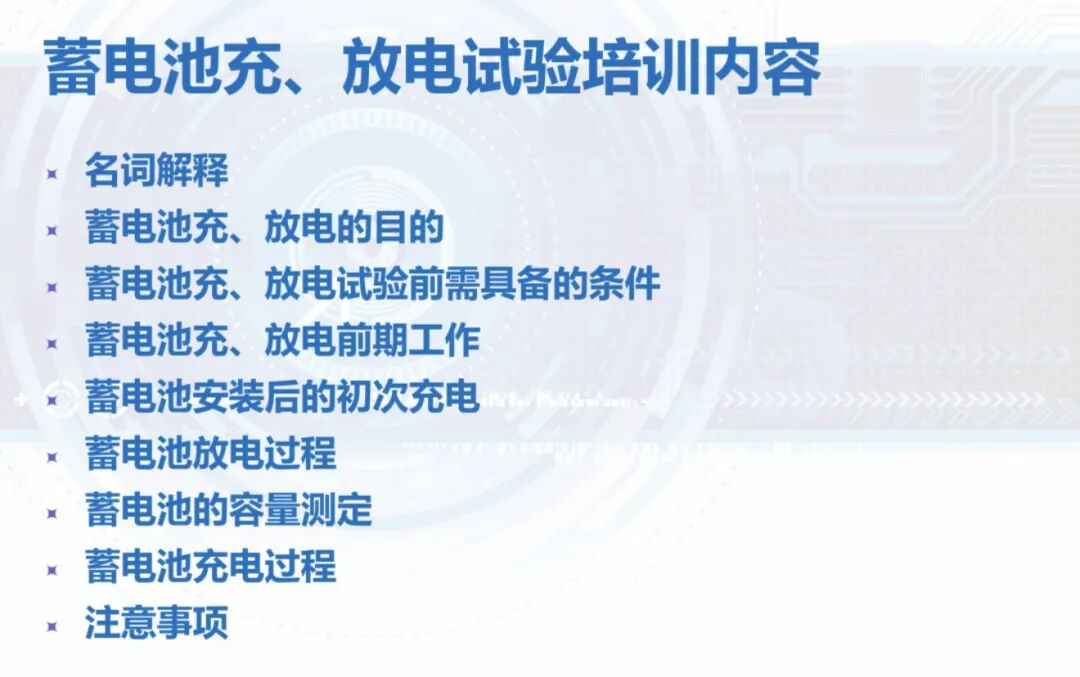 蓄电池充、放电试验培训内容
名词解释
蓄电池充、放电的目的
蓄电池充、放电试验前需具备的条件
蓄电池充、放电前期工作
蓄电池安装后的初次充电
蓄电池放电过程
蓄电池的容量测定
蓄电池充电过程
注意事项